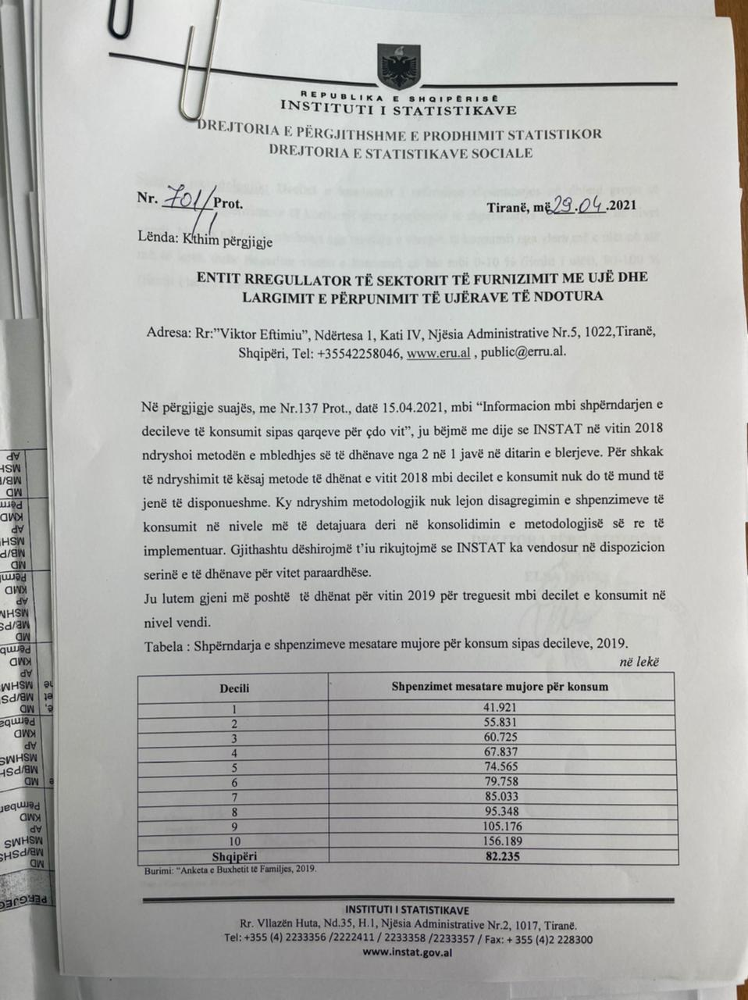 REPUBLIKA E SHQIPËRISË
INSTITUTI I STATISTIKAVE
DREJTORIA E PËRGJITHSHME E PRODHIMIT STATISTIKOR
DREJTORIA E STATISTIKAVE SOCIALE
Nr. 701/1 Prot.
Tiranë, më 29.04.2021
Lënda: Kthim përgjigje
ENTIT RREGULLATOR TË SEKTORIT TË FURNIZIMIT ME UJË DHE
LARGIMIT E PËRPUNIMIT TË UJËRAVE TË NDOTURA
Adresa: Rr:”Viktor Eftimiu”, Ndërtesa 1, Kati IV, Njësia Administrative Nr.5, 1022,Tiranë,
Shqipëri, Tel: +35542258046, www.eru.al , public@erru.al.
Në përgjigje suajës, me Nr.137 Prot., datë 15.04.2021, mbi “Informacion mbi shpërndarjen e
decileve të konsumit sipas qarqeve për çdo vit”, ju bëjmë me dije se INSTAT në vitin 2018
ndryshoi metodën e mbledhjes së të dhënave nga 2 në 1 javë në ditarin e blerjeve. Për shkak
të ndryshimit të kësaj metode të dhënat e vitit 2018 mbi decilet e konsumit nuk do të mund të
jenë të disponueshme. Ky ndryshim metodologjik nuk lejon disagregimin e shpenzimeve të
konsumit në nivele më të detajuara deri në konsolidimin e metodologjisë së re të
implementuar. Gjithashtu dëshirojmë t’iu rikujtojmë se INSTAT ka vendosur në dispozicion
serinë e të dhënave për vitet paraardhëse.
Ju lutem gjeni më poshtë të dhënat për vitin 2019 për treguesit mbi decilet e konsumit në
nivel vendi.
Tabela : Shpërndarja e shpenzimeve mesatare mujore për konsum sipas decileve, 2019.
në lekë
Decili Shpenzimet mesatare mujore për konsum
1 41.921
2 55.831
3 60.725
4 67.837
5 74.565
6 79.758
7 85.033
8 95.348
9 105.176
10 156.189
Shqipëri 82.235
Burimi: “Anketa e Buxhetit të Familjes, 2019.
INSTITUTI I STATISTIKAVE
Rr. Vllazën Huta, Nd.35, H.1, Njësia Administrative Nr.2, 1017, Tiranë.
Tel: +355 (4) 2233356 /2222411 / 2233358 /2233357 / Fax: + 355 (4)2 228300
www.instat.gov.al